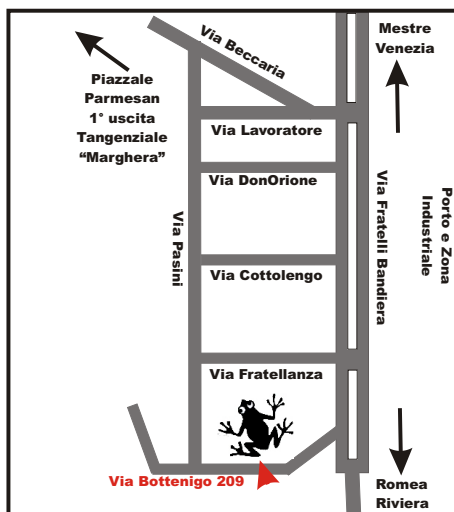 Mestre
Venezia
Via Beccaria
Piazzale
Parmesan
1° uscita
Tangenziale
“Marghera”
Via Lavoratore
Via DonOrione
Via Pasini
Via Fratelli Bandiera
Porto e Zona
Industriale
Via Cottolengo
Via Fratellanza
Via Bottenigo 209
Romea
Riviera